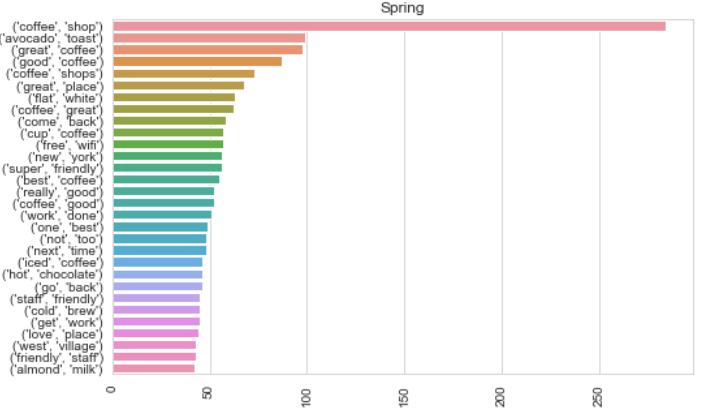 Spring
('coffee', 'shop')
('avocado', 'toast')
('great', 'coffee')
('good', 'coffee')
('coffee', 'shops')
('great', 'place')
('flat', 'white')
('coffee', 'great')
('come', 'back')
('cup', 'coffee')
('free', 'wifi')
('new', 'york')
('super', 'friendly')
('best', 'coffee')
('really', 'good')
('coffee', 'good')
('work', 'done')
('one', 'best')
('not', 'too')
('next', 'time')
('iced', 'coffee')
('hot', 'chocolate')
('go', 'back')
('staff', 'friendly')
('cold', 'brew')
('get', 'work')
('love', 'place')
('west', 'village')
('friendly', 'staff')
('almond', 'milk')
0 50 100 150 200 250